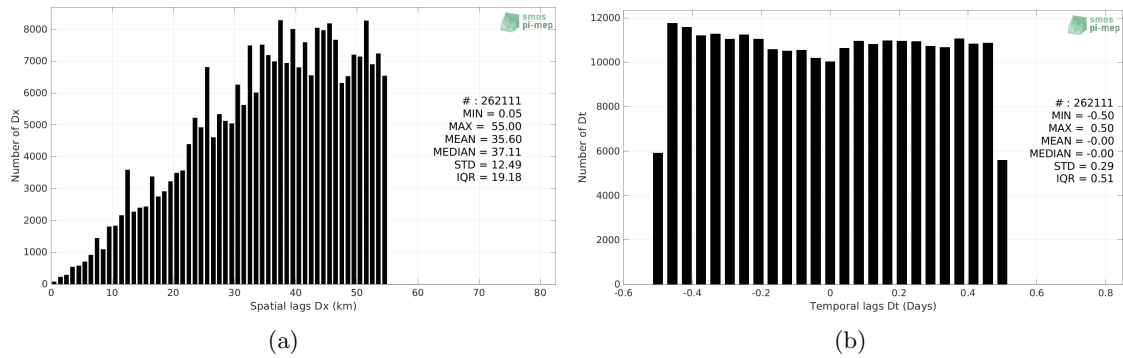 smos
pi-mep
8000
7000
6000
5000
4000
3000
2000
1000
0
Number of Dx
# : 262111
MIN = 0.05
MAX = 55.00
MEAN = 35.60
MEDIAN = 37.11
STD = 12.49
IQR = 19.18
0 10 20 30 40 50 60 70 80
Spatial lags Dx (km)
(a)
smos
pi-mep
12000
10000
8000
6000
4000
2000
0
Number of Dt
# : 262111
MIN = -0.50
MAX = 0.50
MEAN = -0.00
MEDIAN = -0.00
STD = 0.29
IQR = 0.51
-0.6 -0.4 -0.2 0 0.2 0.4 0.6 0.8
Temporal lags Dt (Days)
(b)